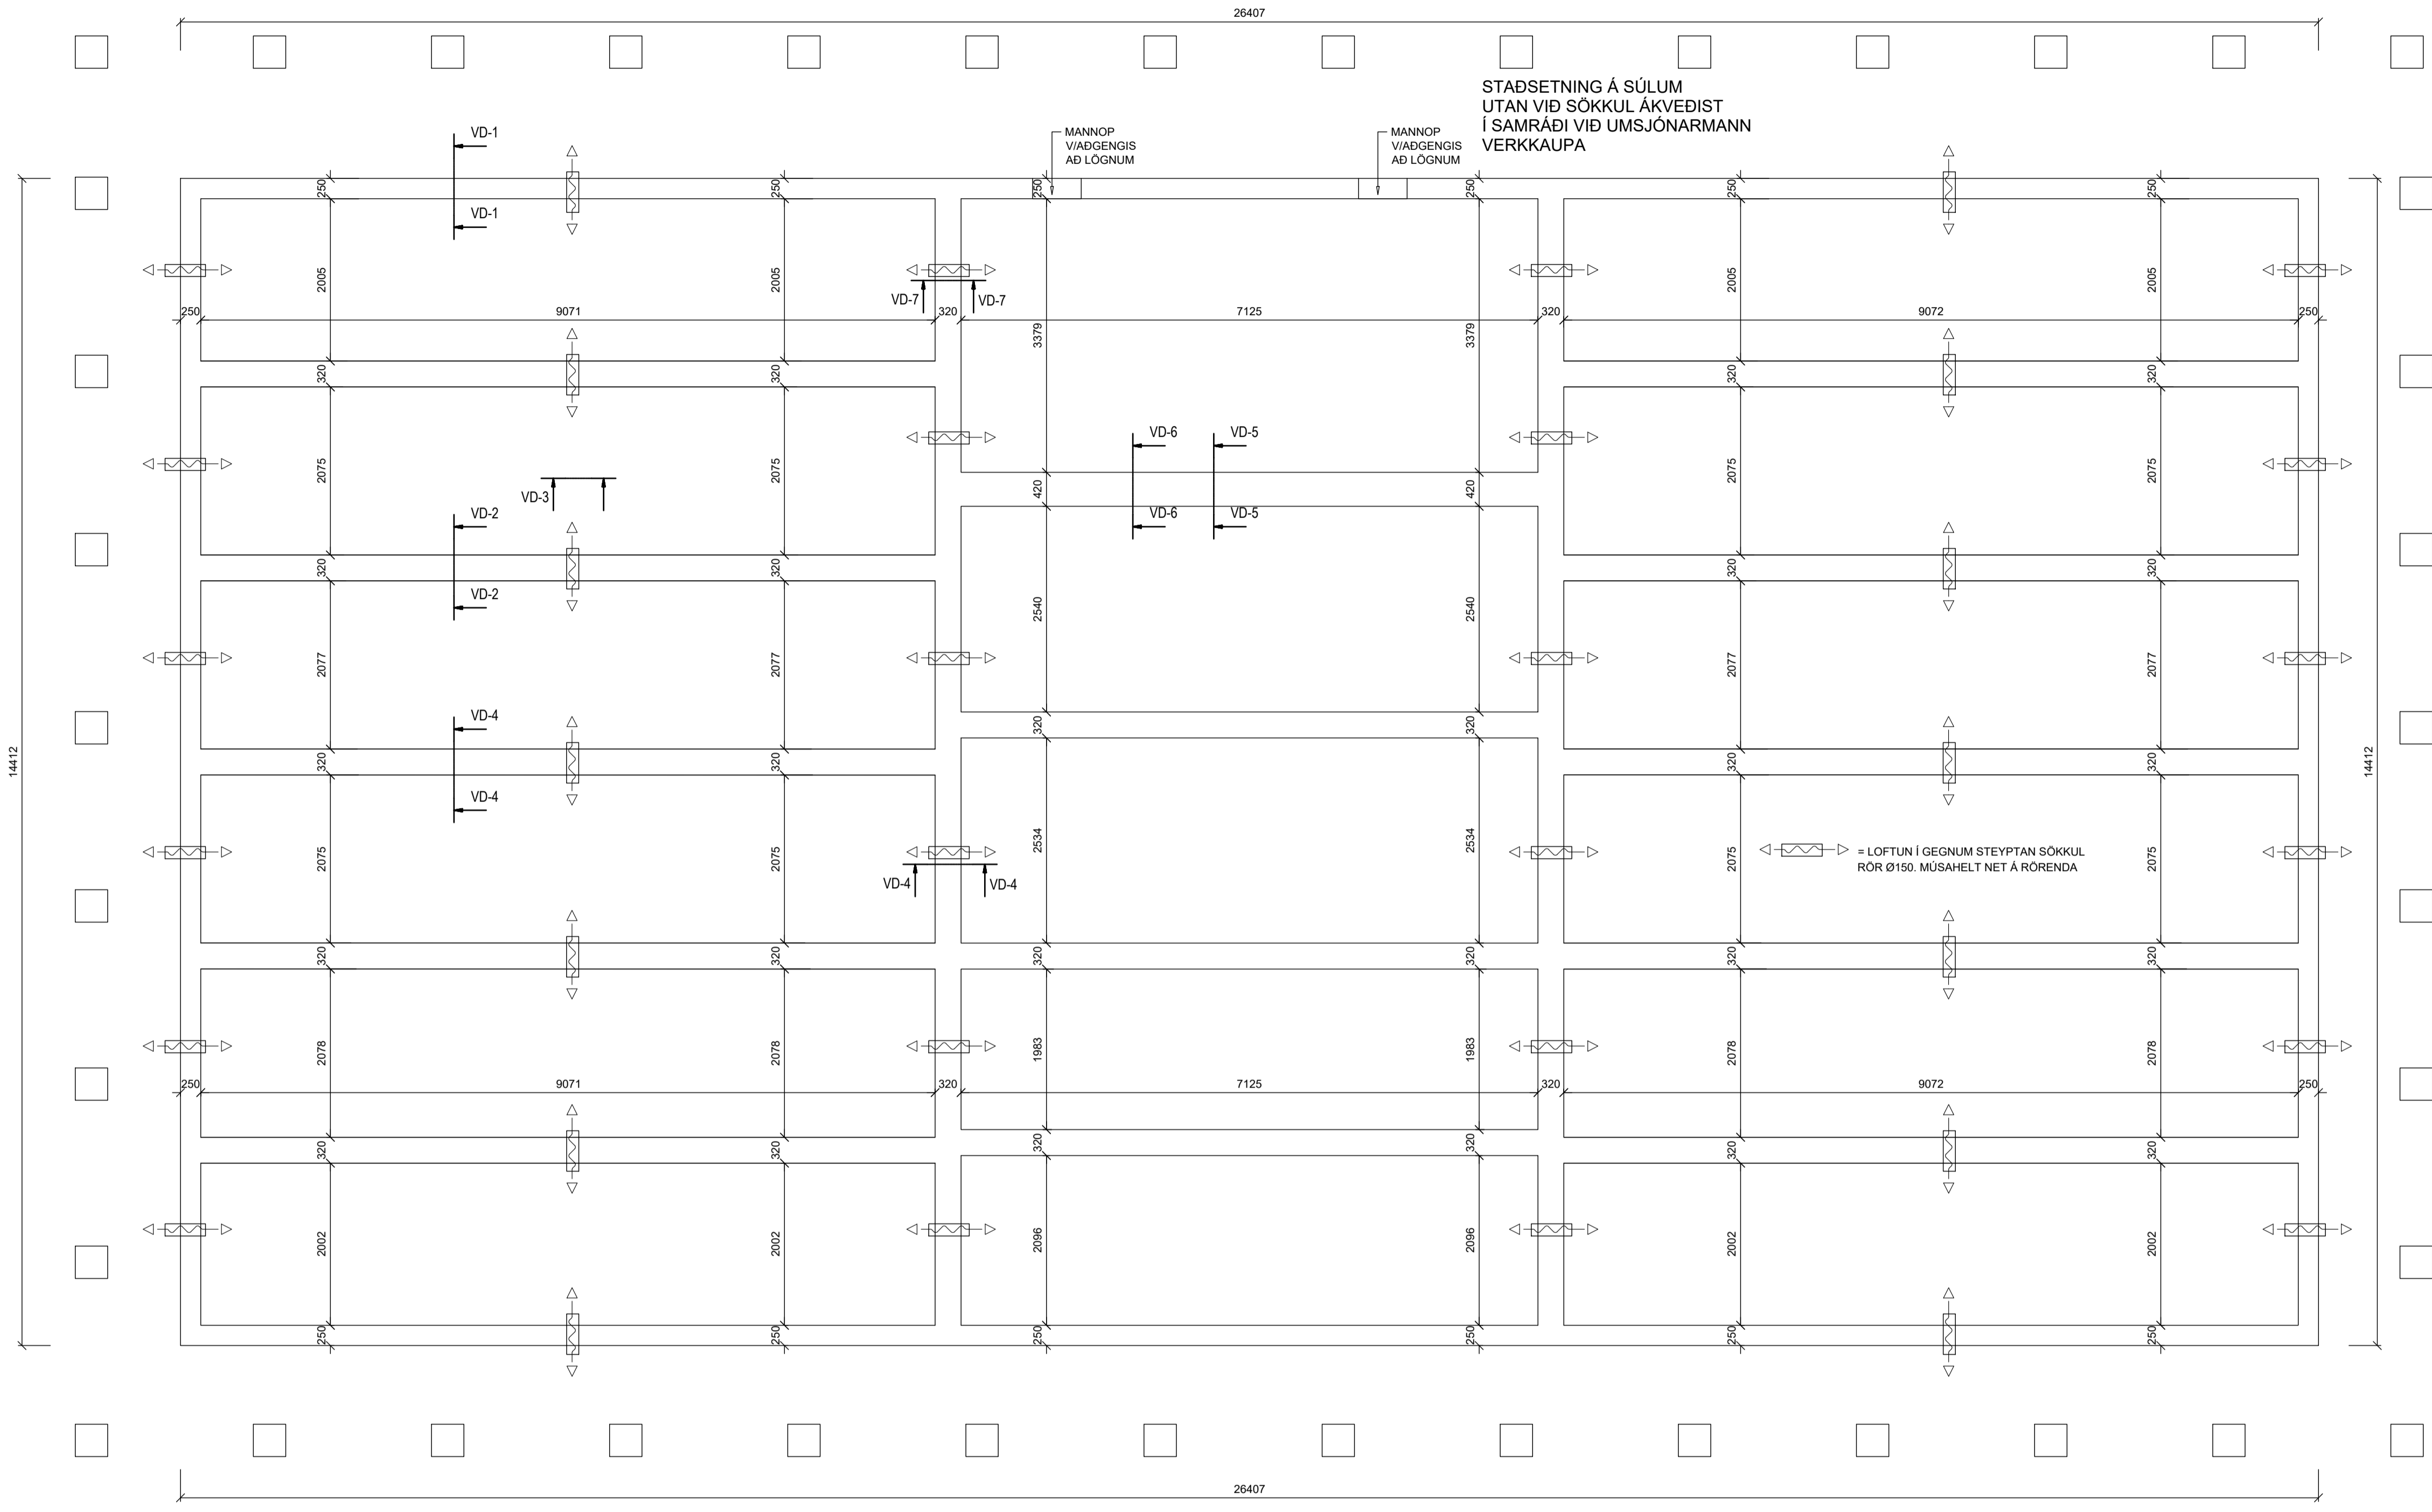 26407
STAÐSETNING Á SÚLUM
UTAN VIÐ SÖKKUL ÁKVEÐIST
Í SAMRÁÐI VIÐ UMSJÓNARMANN
VERKKAUPA
MANNOP
V/AÐGENGIS
AÐ LÖGNUM
MANNOP
V/AÐGENGIS
AÐ LÖGNUM
VD-1
250 250 250 250 250 250
VD-1
2005 2005 2005 2005
VD-7 VD-7
250 9071 320 7125 320 9072 250
3379 3379
320 320 320 320
VD-6 VD-5
2075 2075 2075 2075
420 420
VD-3
VD-2 VD-6 VD-5
320 320 320 320
VD-2
2540 2540
2077 2077 2077 2077
VD-4
320 320
14412 14412
320 320 320 320
VD-4
2534 2534
2075 2075 2075 2075
= LOFTUN Í GEGNUM STEYPTAN SÖKKUL
RÖR Ø150. MÚSAHELT NET Á RÖRENDA
VD-4 VD-4
320 320 320 320 320 320
1983 1983
2078 2078 2078 2078
250 9071 320 7125 320 9072 250
320 320 320 320 320 320
2002 2002 2096 2096 2002 2002
250 250 250 250 250 250
26407